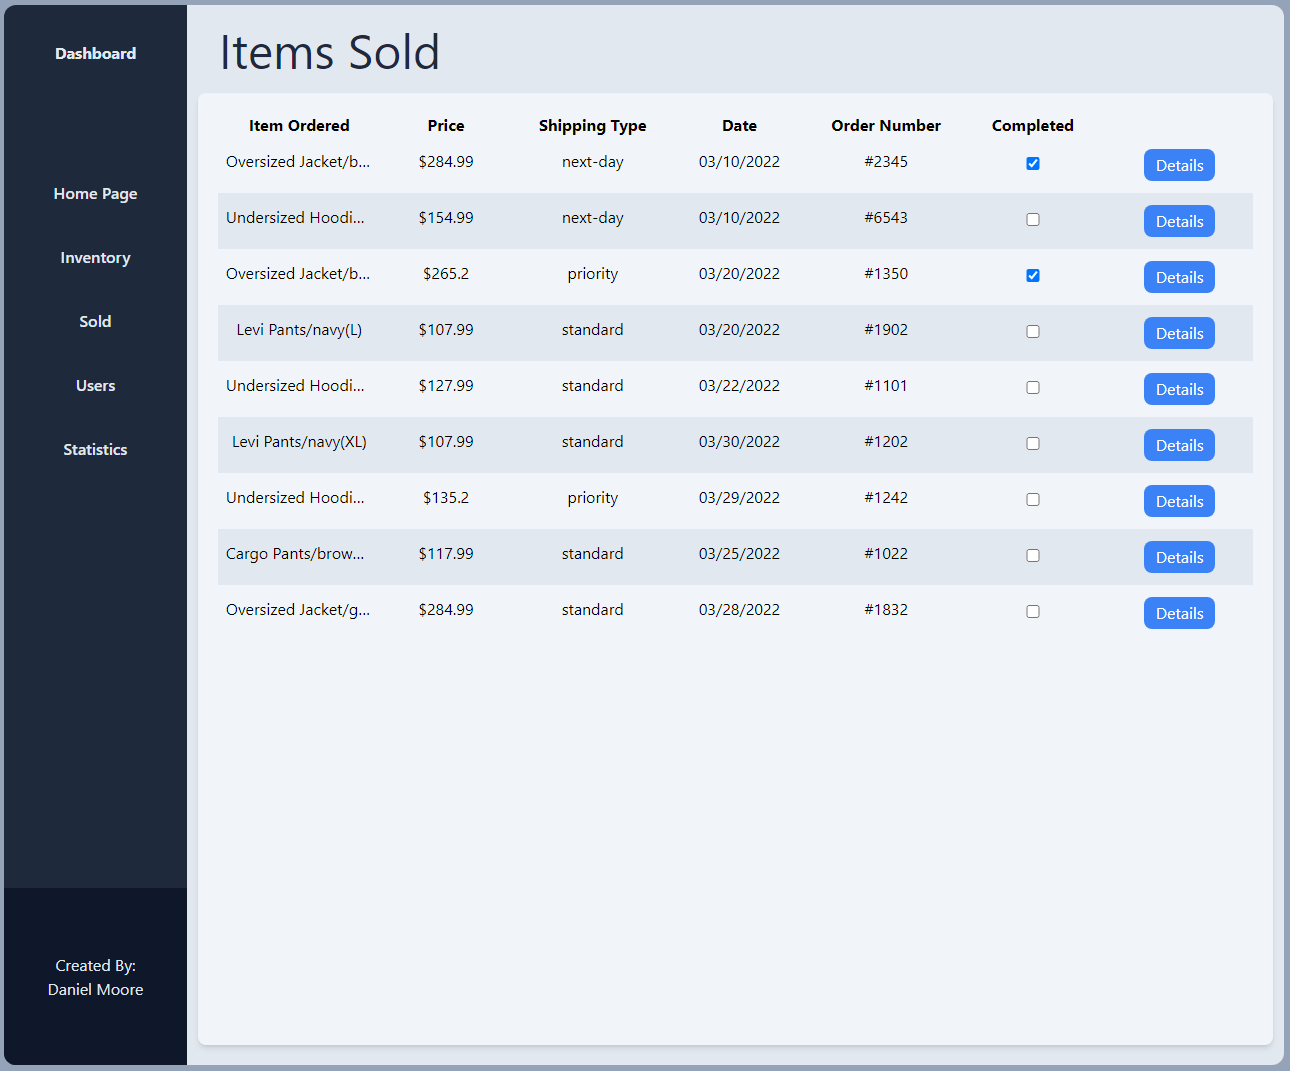 Dashboard
Home Page
Inventory
Sold
Users
Statistics
Created By:
Daniel Moore
Items Sold
Item Ordered Price Shipping Type Date Order Number Completed
Oversized Jacket/b... $284.99 next-day 03/10/2022 #2345 Details
Undersized Hoodi... $154.99 next-day 03/10/2022 #6543 Details
Oversized Jacket/b... $265.2 priority 03/20/2022 #1350 Details
Levi Pants/navy(L) $107.99 standard 03/20/2022 #1902 Details
Undersized Hoodi... $127.99 standard 03/22/2022 #1101 Details
Levi Pants/navy(XL) $107.99 standard 03/30/2022 #1202 Details
Undersized Hoodi... $135.2 priority 03/29/2022 #1242 Details
Cargo Pants/brow... $117.99 standard 03/25/2022 #1022 Details
Oversized Jacket/g... $284.99 standard 03/28/2022 #1832 Details